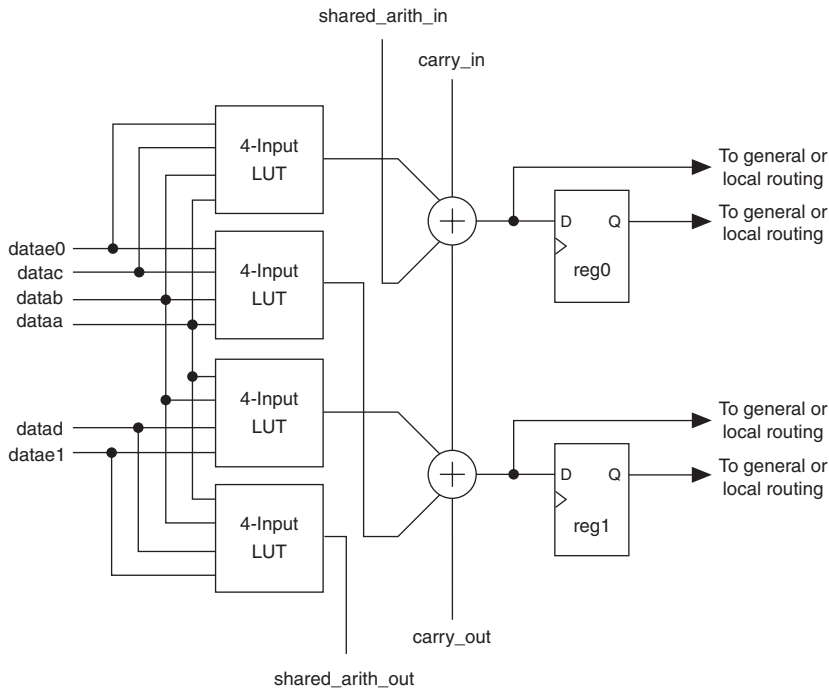 shared_arith_in
carry_in
4-Input
LUT
To general or
local routing
D Q
reg0
To general or
local routing
datae0
datac
datab
dataa
4-Input
LUT
4-Input
LUT
To general or
local routing
datad
datae1
D Q
reg1
To general or
local routing
4-Input
LUT
carry_out
shared_arith_out